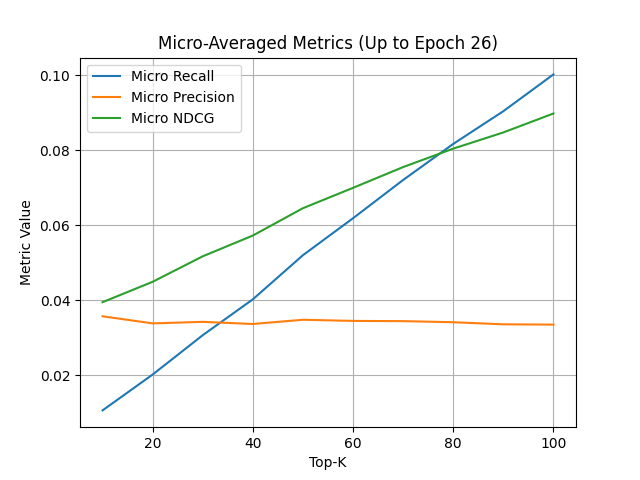 Micro-Averaged Metrics (Up to Epoch 26)
Micro Recall
Micro Precision
Micro NDCG
Metric Value
0.10
0.08
0.06
0.04
0.02
20
40
60
80
100
Top-K